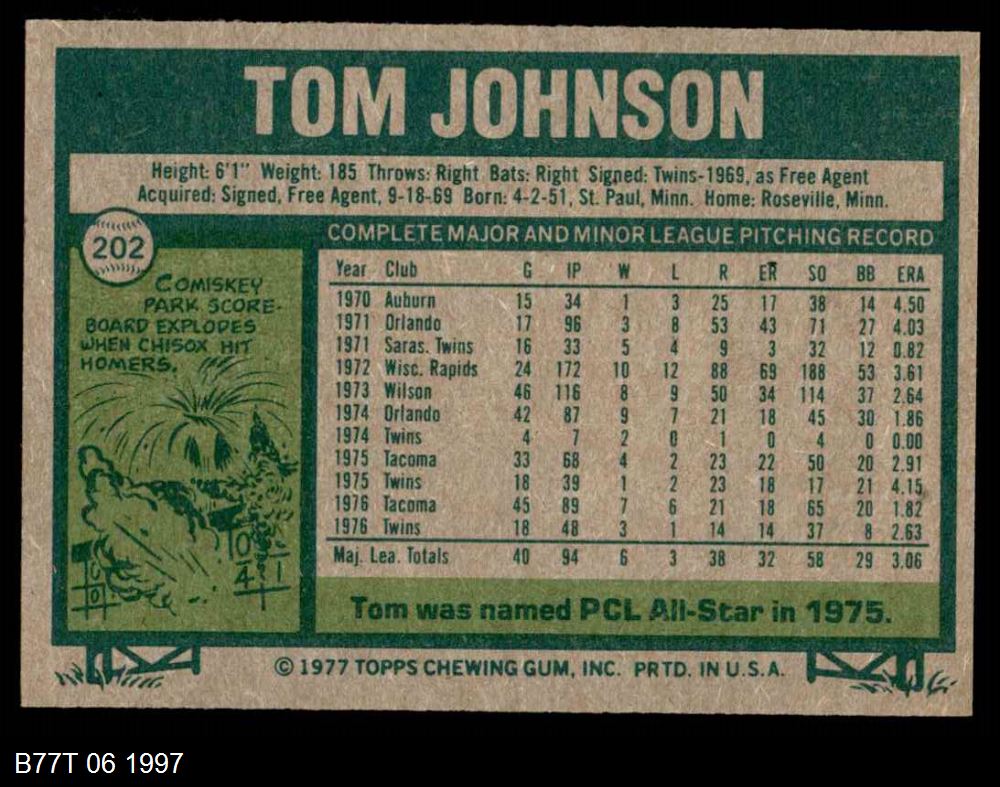 TOM JOHNSON
Height: 6'1" Weight: 185 Throws: Right Bats: Right Signed: Twins-1969, as Free Agent
Acquired: Signed, Free Agent, 9-18-69 Born: 4-2-51, St. Paul, Minn. Home: Roseville, Minn.
202
COMISKEY
PARK SCORE-
BOARD EXPLODES
WHEN CHISOX HIT
HOMERS.
COMPLETE MAJOR AND MINOR LEAGUE PITCHING RECORD
Year Club G IP W L R ER SO BB ERA
1970 Auburn 15 34 1 3 25 17 38 14 4.50
1971 Orlando 17 96 3 8 53 43 71 27 4.03
1971 Saras. Twins 16 33 5 4 9 3 32 12 0.82
1972 Wisc. Rapids 24 172 10 12 88 69 188 53 3.61
1973 Wilson 46 116 8 9 50 34 114 37 2.64
1974 Orlando 42 87 9 7 21 18 45 30 1.86
1974 Twins 4 7 2 0 1 0 4 0 0.00
1975 Tacoma 33 68 4 2 23 22 50 20 2.91
1975 Twins 18 39 1 2 23 18 17 21 4.15
1976 Tacoma 45 89 7 6 21 18 65 20 1.82
1976 Twins 18 48 3 1 14 14 37 8 2.63
Maj. Lea. Totals 40 94 6 3 38 32 58 29 3.06
Tom was named PCL All-Star in 1975.
© 1977 TOPPS CHEWING GUM, INC. PRTD. IN U.S.A.
B77T 06 1997